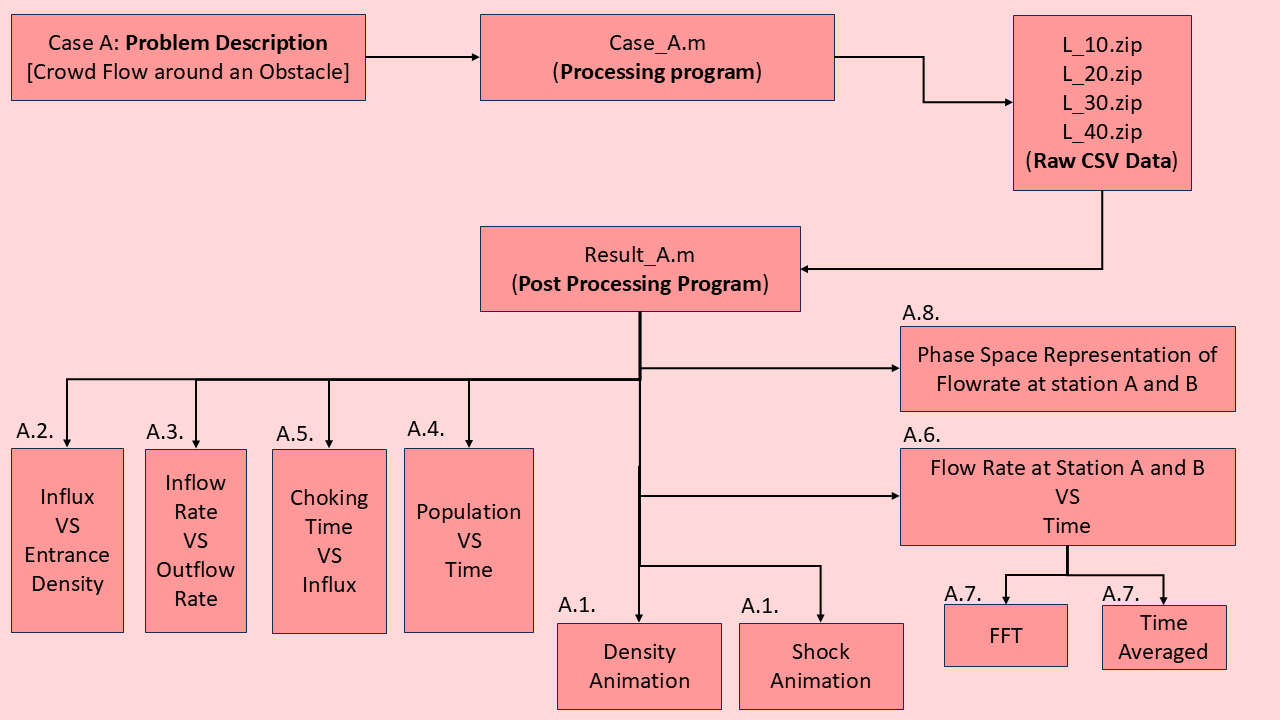 Case A: Problem Description
[Crowd Flow around an Obstacle]
Case_A.m
(Processing program)
L_10.zip
L_20.zip
L_30.zip
L_40.zip
(Raw CSV Data)
Result_A.m
(Post Processing Program)
A.8.
Phase Space Representation of
Flowrate at station A and B
A.2.
Influx
VS
Entrance
Density
A.3.
Inflow
Rate
VS
Outflow
Rate
A.5.
Choking
Time
VS
Influx
A.4.
Population
VS
Time
A.6.
Flow Rate at Station A and B
VS
Time
A.1.
Density
Animation
A.1.
Shock
Animation
A.7.
FFT
A.7.
Time
Averaged